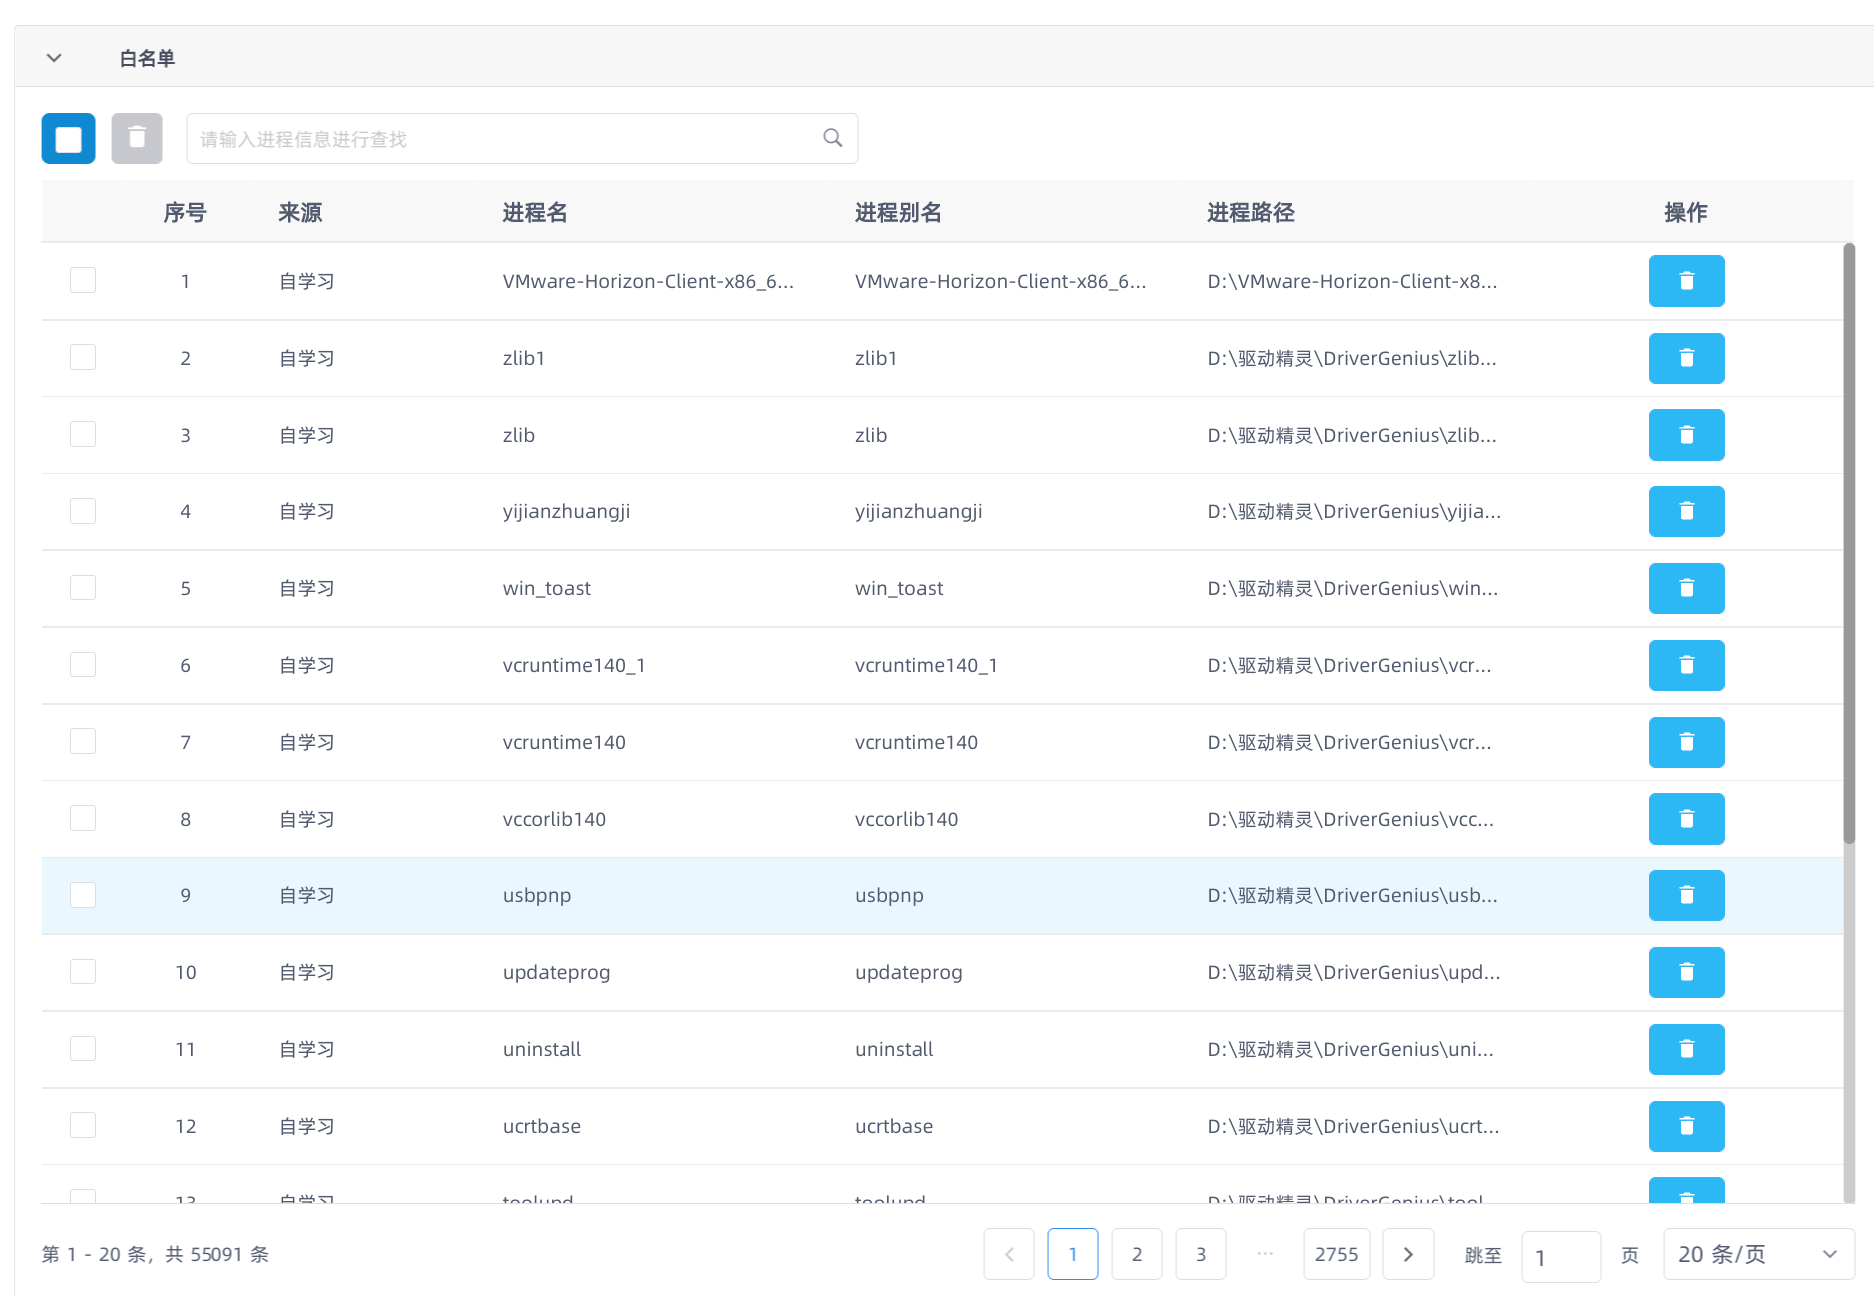 白名单
请输入进程信息进行查找
序号 来源 进程名 进程别名 进程路径 操作
1 自学习 VMware-Horizon-Client-x86_6... VMware-Horizon-Client-x86_6... D:\VMware-Horizon-Client-x8...
2 自学习 zlib1 zlib1 D:\驱动精灵\DriverGenius\zlib...
3 自学习 zlib zlib D:\驱动精灵\DriverGenius\zlib...
4 自学习 yijianzhuangji yijianzhuangji D:\驱动精灵\DriverGenius\yijia...
5 自学习 win_toast win_toast D:\驱动精灵\DriverGenius\win...
6 自学习 vcruntime140_1 vcruntime140_1 D:\驱动精灵\DriverGenius\vcr...
7 自学习 vcruntime140 vcruntime140 D:\驱动精灵\DriverGenius\vcr...
8 自学习 vccorlib140 vccorlib140 D:\驱动精灵\DriverGenius\vcc...
9 自学习 usbpnp usbpnp D:\驱动精灵\DriverGenius\usb...
10 自学习 updateprog updateprog D:\驱动精灵\DriverGenius\upd...
11 自学习 uninstall uninstall D:\驱动精灵\DriverGenius\uni...
12 自学习 ucrtbase ucrtbase D:\驱动精灵\DriverGenius\ucrt...
13 自学习 D:\驱动精灵\DriverGenius\tool...
第 1 - 20 条，共 55091 条 1 2 3 ··· 2755 跳至 1 页 20 条/页